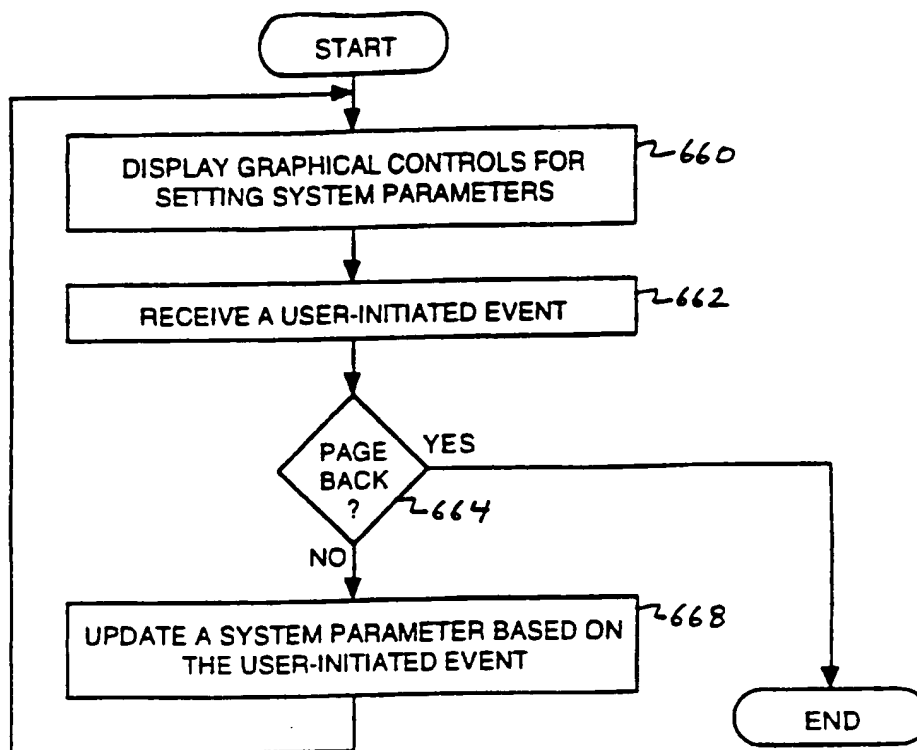 START
DISPLAY GRAPHICAL CONTROLS FOR
SETTING SYSTEM PARAMETERS
660
RECEIVE A USER-INITIATED EVENT
662
PAGE
BACK
?
YES
664
NO
UPDATE A SYSTEM PARAMETER BASED ON
THE USER-INITIATED EVENT
668
END